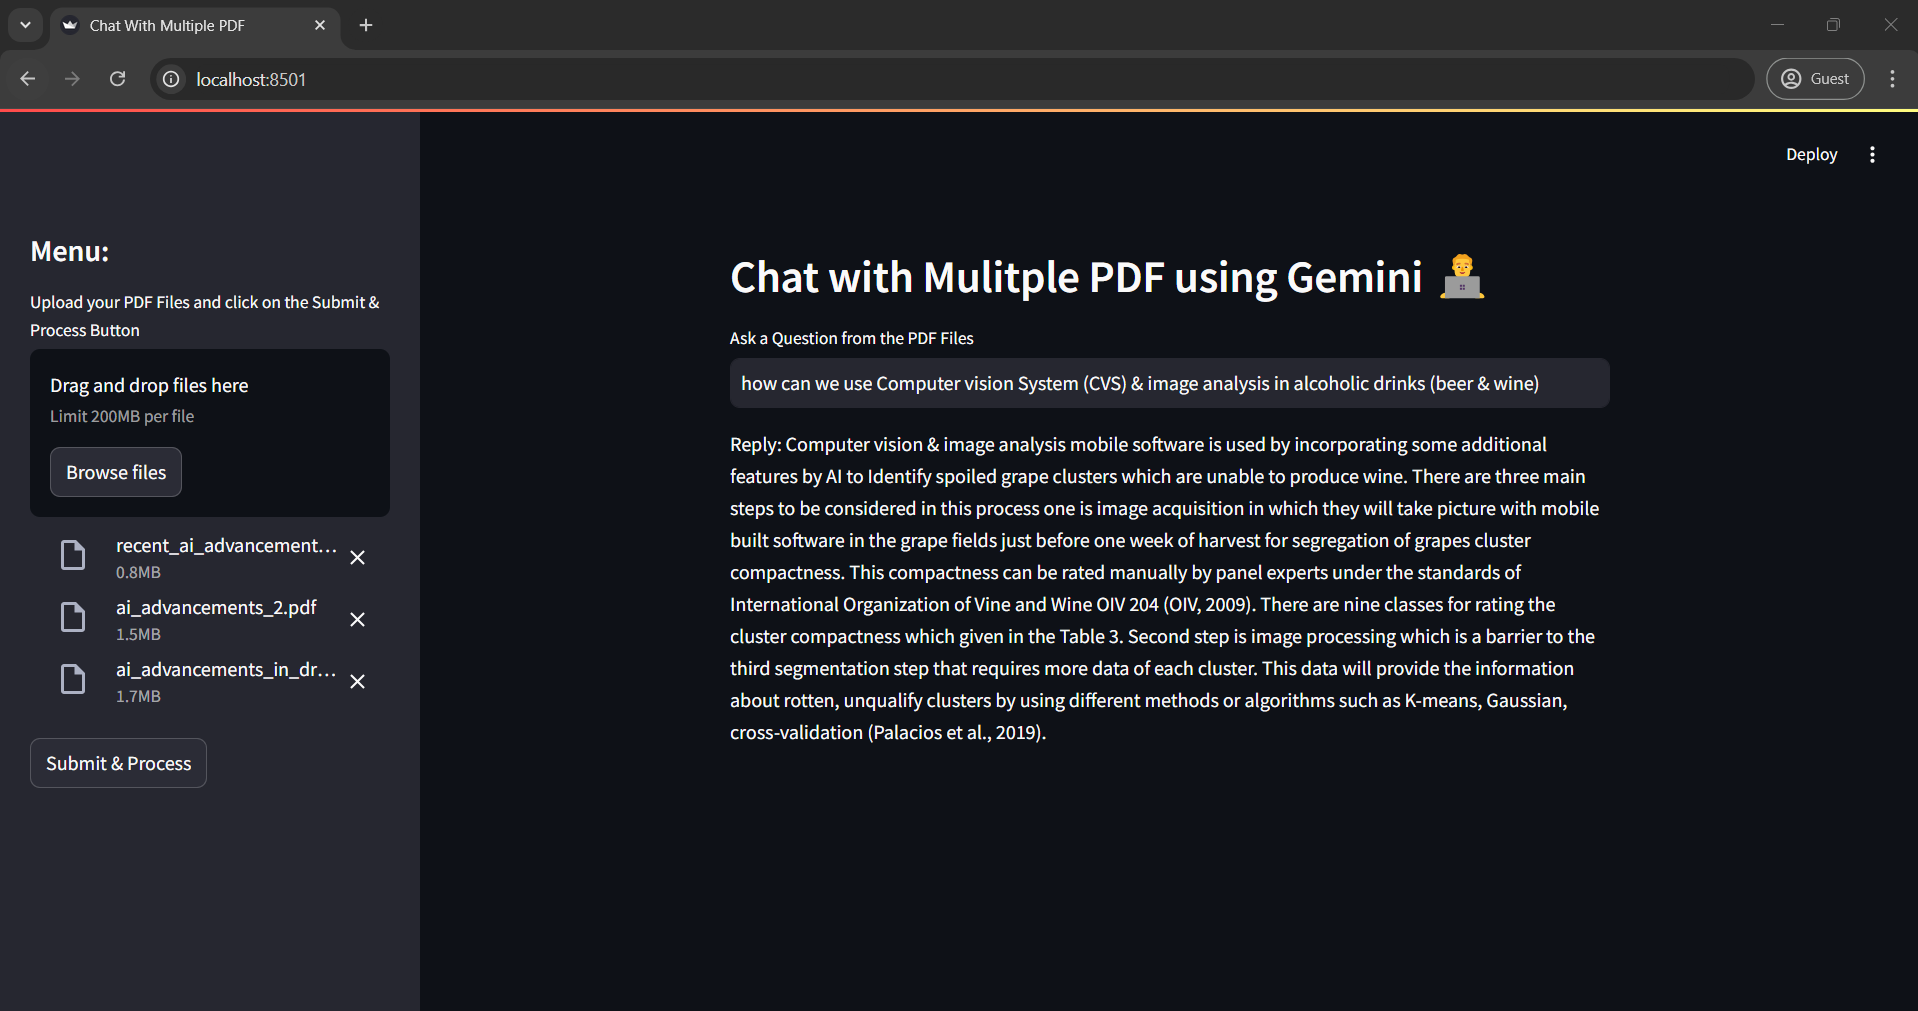 Chat With Multiple PDF
localhost:8501
Guest
Deploy
Menu:
Upload your PDF Files and click on the Submit &
Process Button
Drag and drop files here
Limit 200MB per file
Browse files
recent_ai_advancement...
0.8MB
ai_advancements_2.pdf
1.5MB
ai_advancements_in_dr...
1.7MB
Submit & Process
Chat with Mulitple PDF using Gemini
Ask a Question from the PDF Files
how can we use Computer vision System (CVS) & image analysis in alcoholic drinks (beer & wine)
Reply: Computer vision & image analysis mobile software is used by incorporating some additional
features by AI to Identify spoiled grape clusters which are unable to produce wine. There are three main
steps to be considered in this process one is image acquisition in which they will take picture with mobile
built software in the grape fields just before one week of harvest for segregation of grapes cluster
compactness. This compactness can be rated manually by panel experts under the standards of
International Organization of Vine and Wine OIV 204 (OIV, 2009). There are nine classes for rating the
cluster compactness which given in the Table 3. Second step is image processing which is a barrier to the
third segmentation step that requires more data of each cluster. This data will provide the information
about rotten, unqualify clusters by using different methods or algorithms such as K-means, Gaussian,
cross-validation (Palacios et al., 2019).